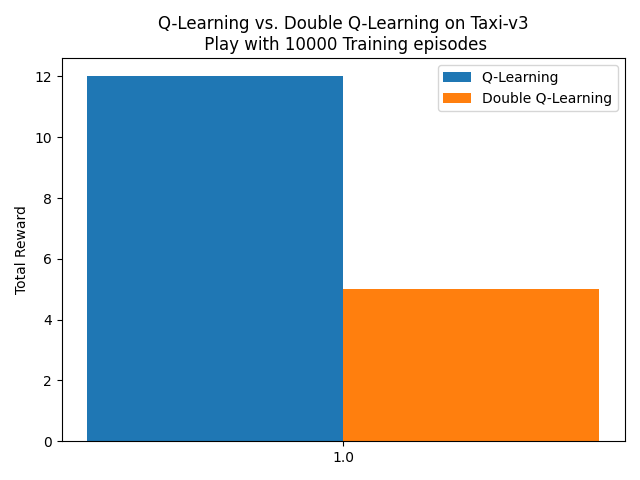 Q-Learning vs. Double Q-Learning on Taxi-v3
Play with 10000 Training episodes
Q-Learning
Double Q-Learning
Total Reward
12
10
8
6
4
2
0
1.0